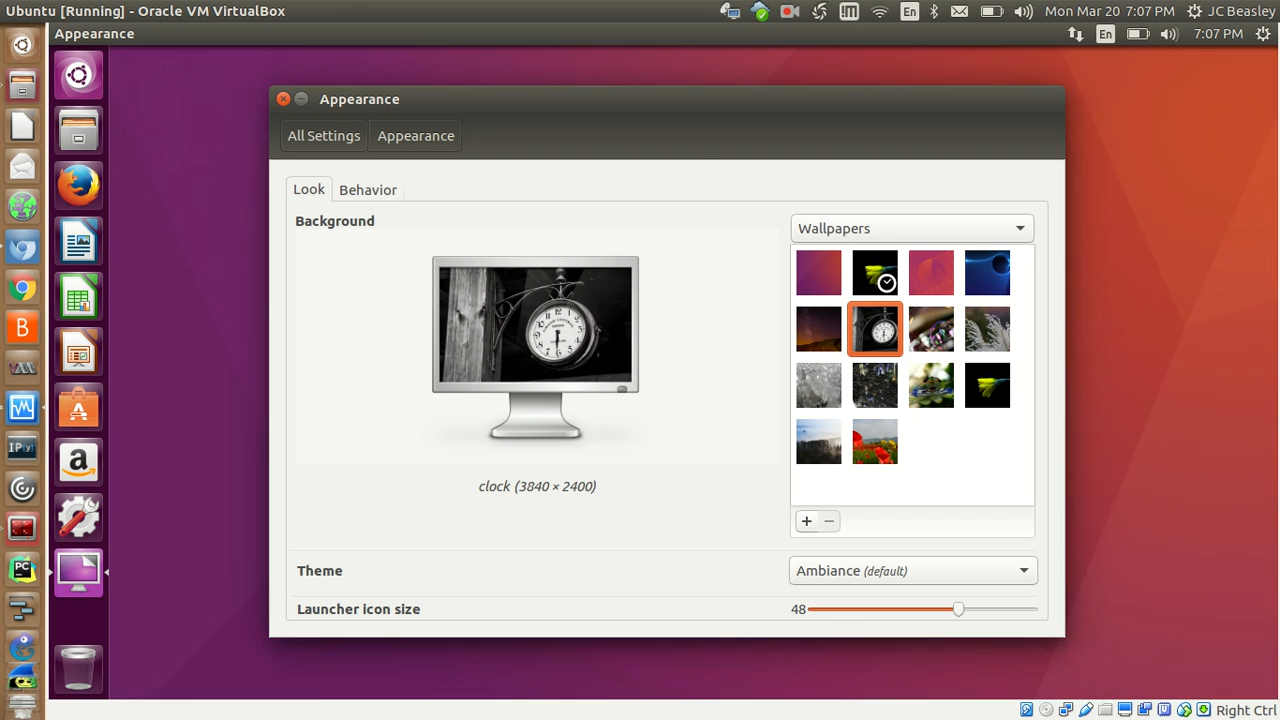 Ubuntu [Running] - Oracle VM VirtualBox
En
Mon Mar 20 7:07 PM
JC Beasley
Appearance
En
7:07 PM
Appearance
All Settings
Appearance
Look
Behavior
Background
Wallpapers
clock (3840 × 2400)
Theme
Ambiance (default)
Launcher icon size
48
B
IP[y]
PC
a
Right Ctrl